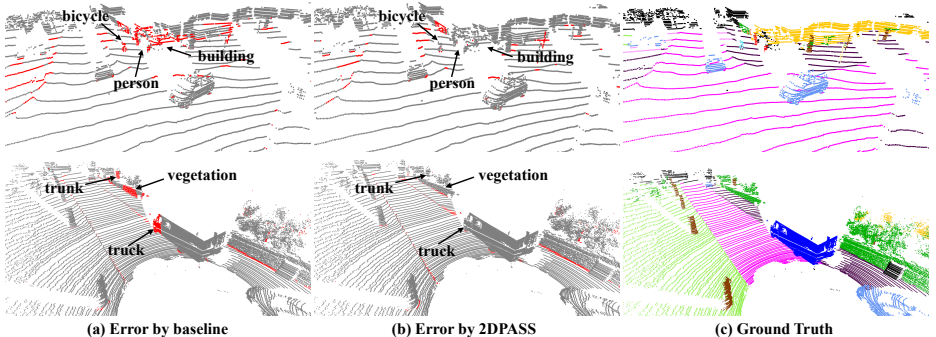 bicycle
building
person
bicycle
building
person
vegetation
trunk
truck
vegetation
trunk
truck
(a) Error by baseline
(b) Error by 2DPASS
(c) Ground Truth